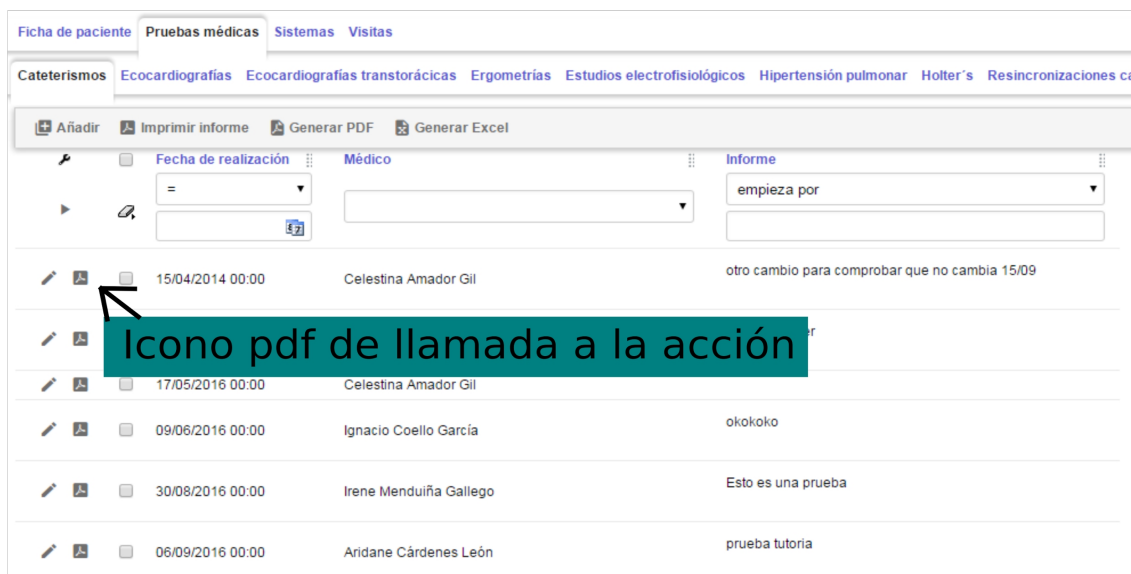 Ficha de paciente Pruebas médicas Sistemas Visitas
Cateterismos Ecocardiografías Ecocardiografías transtorácicas Ergometrías Estudios electrofisiológicos Hipertensión pulmonar Holter´s Resincronizaciones
Añadir Imprimir informe Generar PDF Generar Excel
Fecha de realización Médico Informe
= empieza por
15/04/2014 00:00 Celestina Amador Gil otro cambio para comprobar que no cambia 15/09
Icono pdf de llamada a la acción
17/05/2016 00:00 Celestina Amador Gil
09/06/2016 00:00 Ignacio Coello García okokoko
30/08/2016 00:00 Irene Menduiña Gallego Esto es una prueba
06/09/2016 00:00 Aridane Cárdenes León prueba tutoria